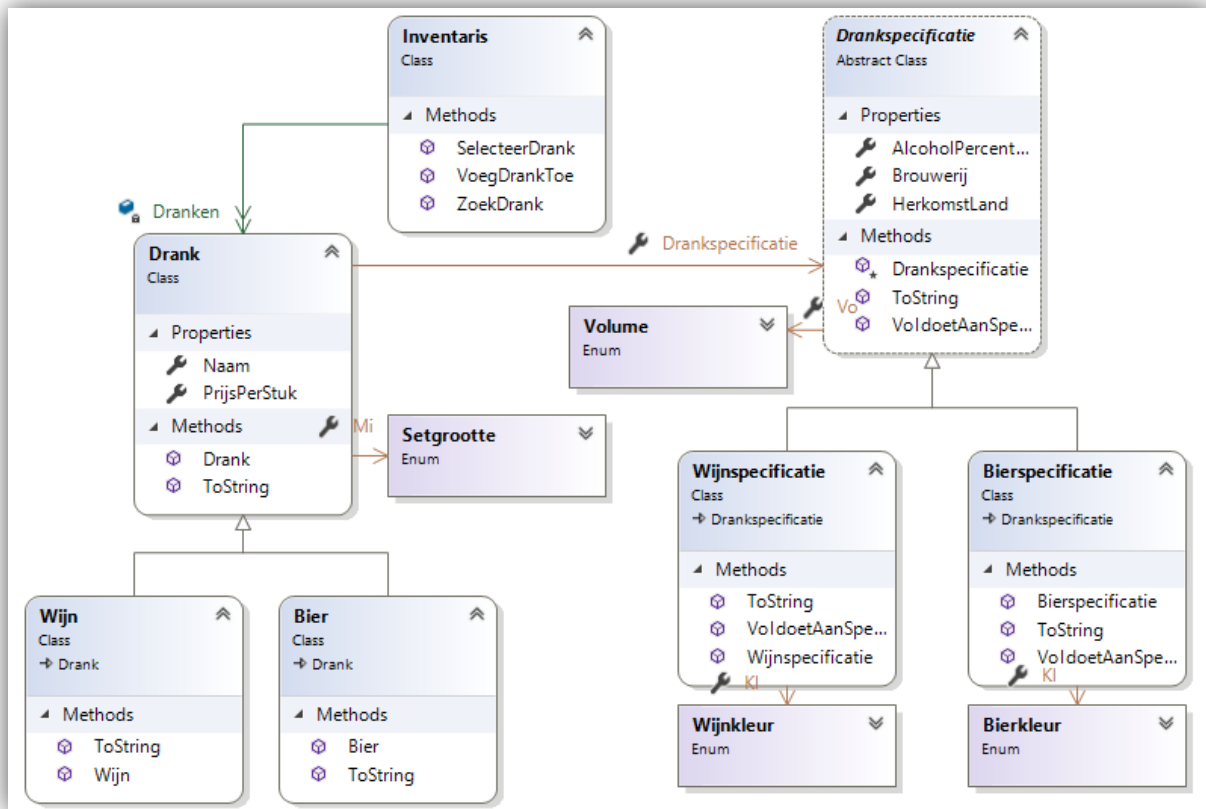 Inventaris
Class
Methods
SelecteerDrank
VoegDrankToe
ZoekDrank
Drankspecificatie
Abstract Class
Properties
AlcoholPercent...
Brouwerij
HerkomstLand
Methods
Drankspecificatie
ToString
VoldoetAanSpe...
Dranken
Drankspecificatie
Vo
Drank
Class
Properties
Naam
PrijsPerStuk
Methods
Drank
ToString
Mi
Volume
Enum
Setgrootte
Enum
Wijn
Class
Drank
Methods
ToString
Wijn
Bier
Class
Drank
Methods
Bier
ToString
Wijnspecificatie
Class
Drankspecificatie
Methods
ToString
VoldoetAanSpe...
Wijnspecificatie
Kl
Bierspecificatie
Class
Drankspecificatie
Methods
Bierspecificatie
ToString
VoldoetAanSpe...
Kl
Wijnkleur
Enum
Bierkleur
Enum